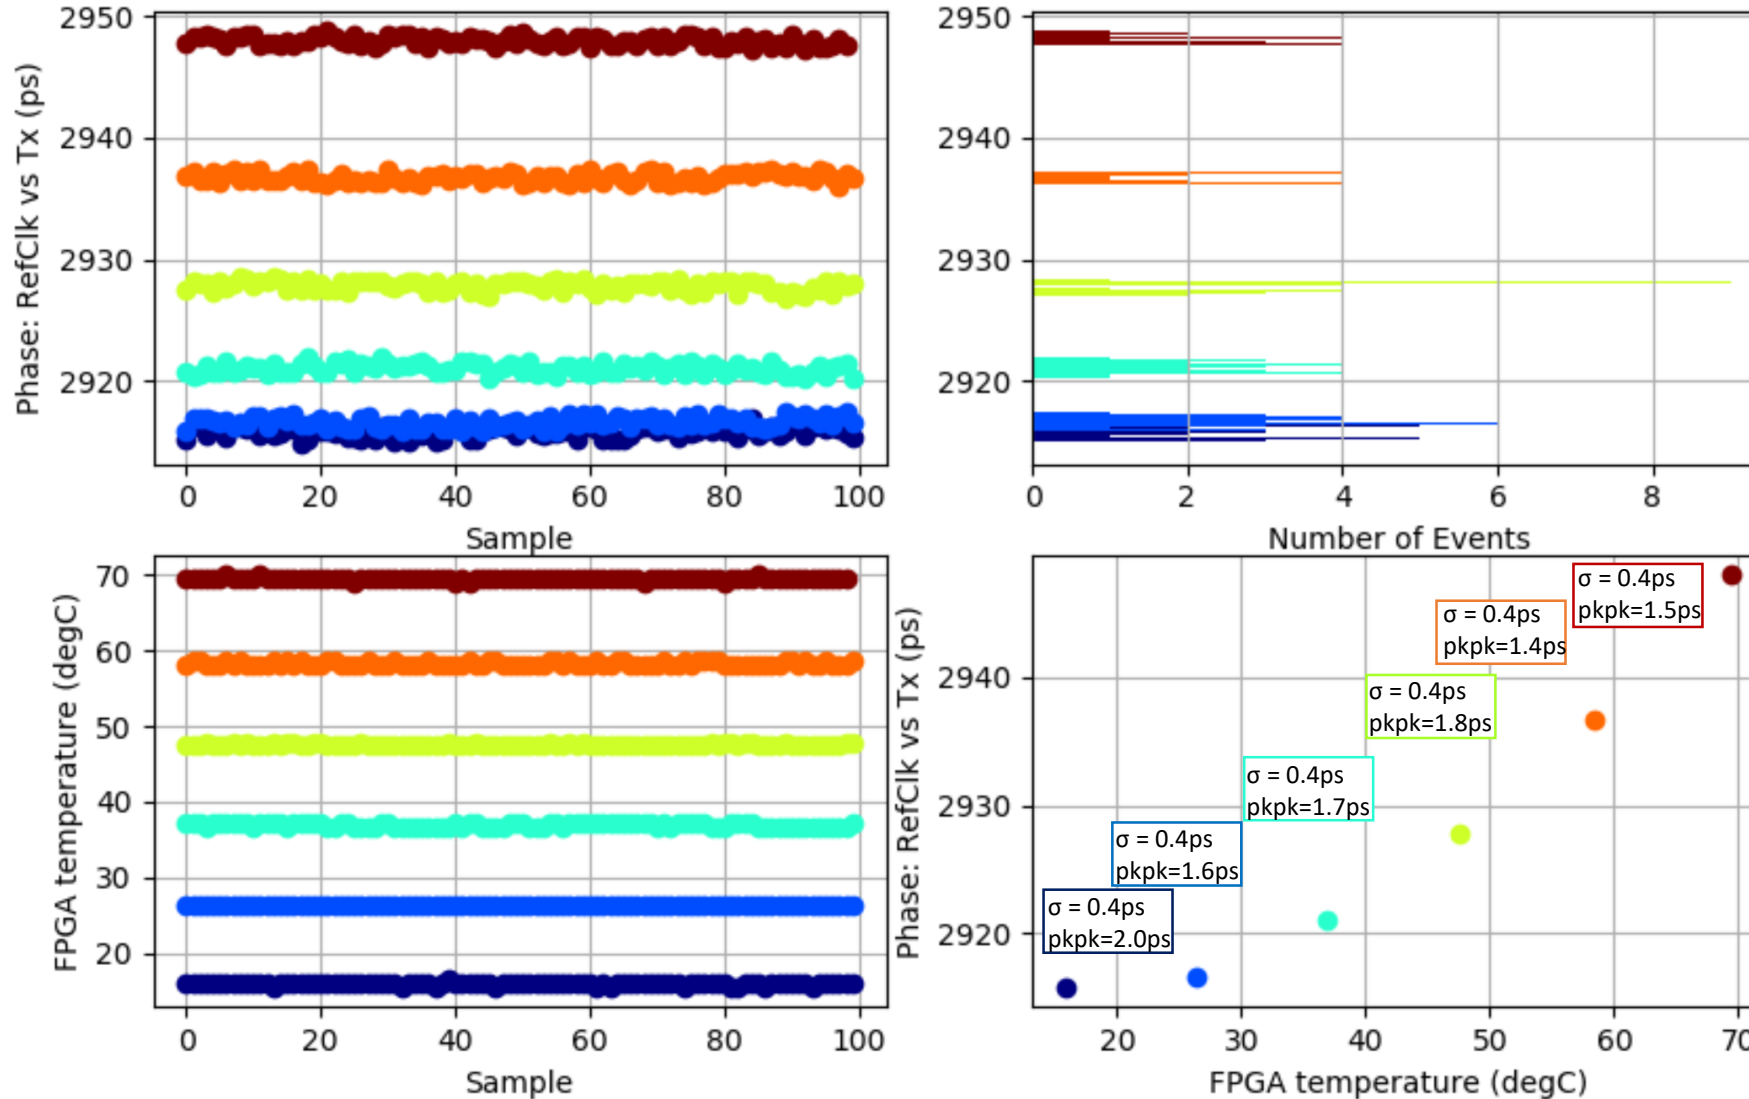 2950
2940
2930
2920
Phase: RefClk vs Tx (ps)
0 20 40 60 80 100
Sample
2950
2940
2930
2920
0 2 4 6 8
Number of Events
70
60
50
40
30
20
FPGA temperature (degC)
0 20 40 60 80 100
Sample
Phase: RefClk vs Tx (ps)
2940
2930
2920
σ = 0.4ps
pkpk=1.5ps
σ = 0.4ps
pkpk=1.4ps
σ = 0.4ps
pkpk=1.8ps
σ = 0.4ps
pkpk=1.7ps
σ = 0.4ps
pkpk=1.6ps
σ = 0.4ps
pkpk=2.0ps
20 30 40 50 60 70
FPGA temperature (degC)